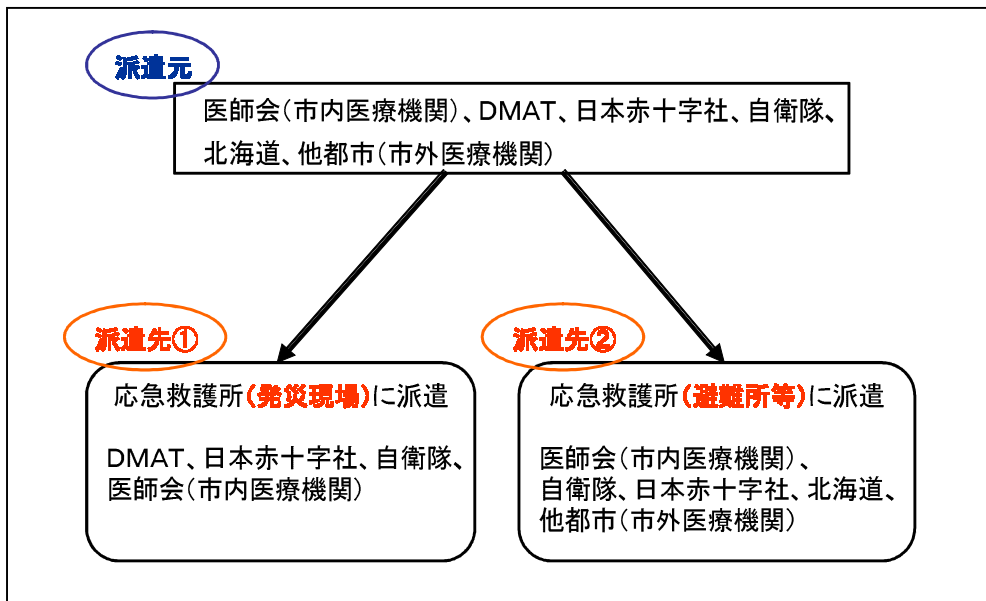 派遣元
医師会(市内医療機関)、DMAT、日本赤十字社、自衛隊、
北海道、他都市(市外医療機関)
派遣先①
応急救護所(発災現場)に派遣
DMAT、日本赤十字社、自衛隊、
医師会(市内医療機関)
派遣先②
応急救護所(避難所等)に派遣
医師会(市内医療機関)、
自衛隊、日本赤十字社、北海道、
他都市(市外医療機関)